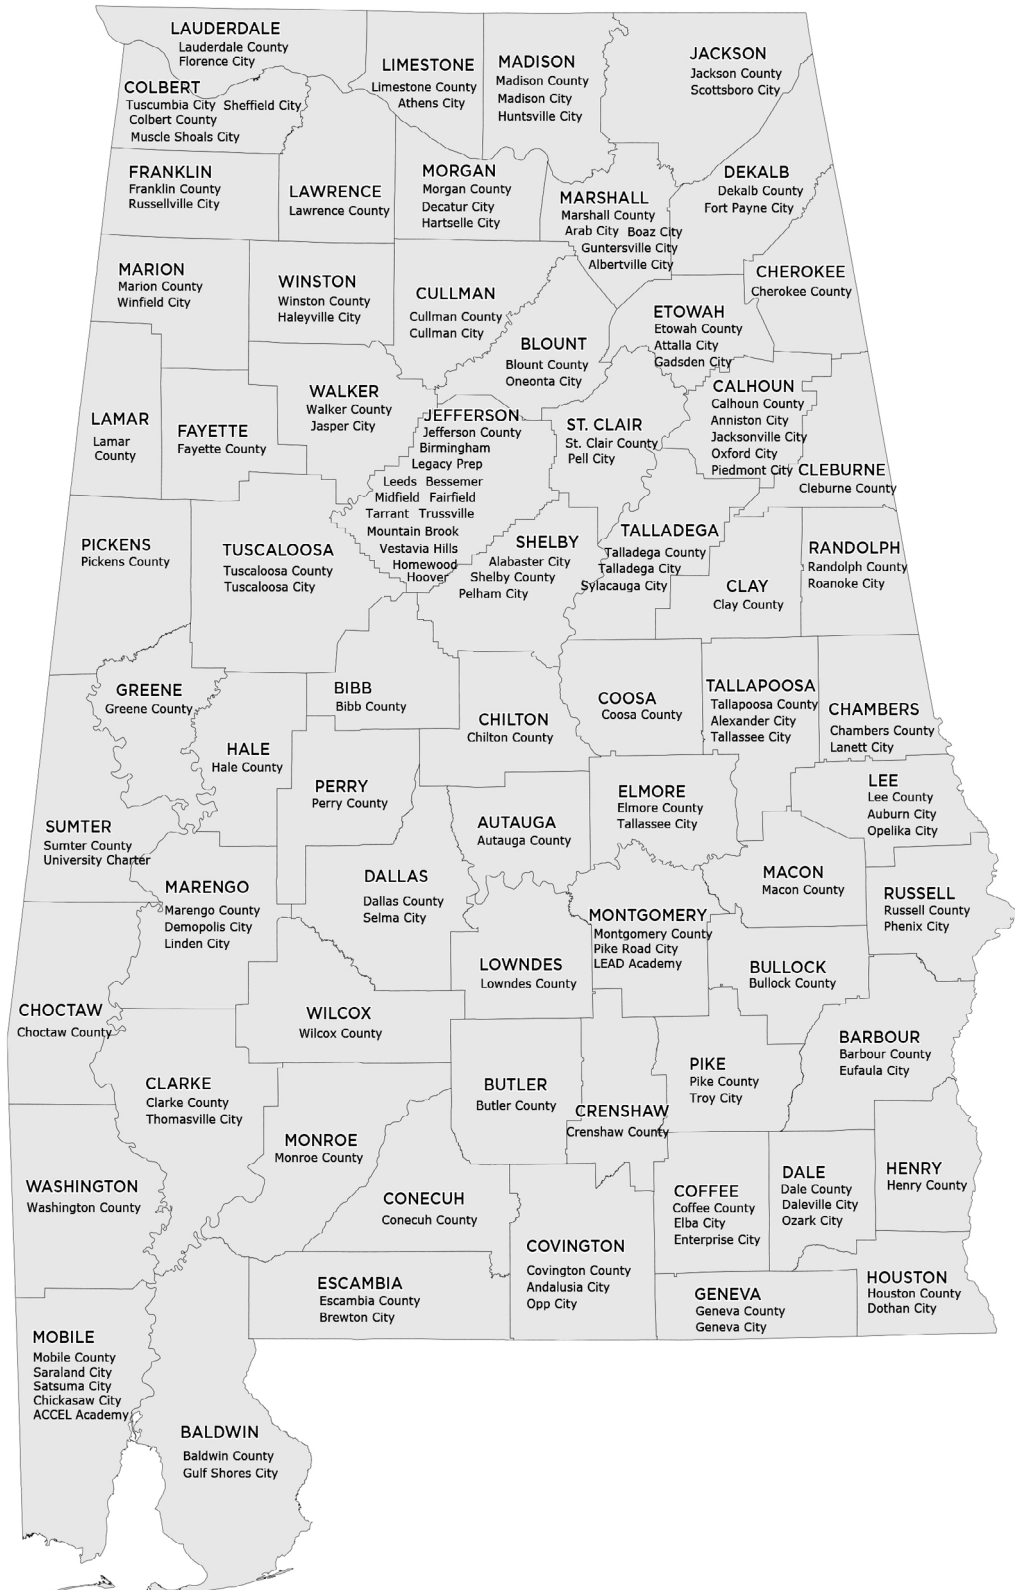 LAUDERDALE
Lauderdale County
Florence City
LIMESTONE
Limestone County
Athens City
MADISON
Madison County
Madison City
Huntsville City
JACKSON
Jackson County
Scottsboro City
COLBERT
Tuscumbia City Sheffield City
Colbert County
Muscle Shoals City
FRANKLIN
Franklin County
Russellville City
LAWRENCE
Lawrence County
MORGAN
Morgan County
Decatur City
Hartselle City
MARSHALL
Marshall County
Arab City Boaz City
Guntersville City
Albertville City
DEKALB
Dekalb County
Fort Payne City
MARION
Marion County
Winfield City
WINSTON
Winston County
Haleyville City
CULLMAN
Cullman County
Cullman City
BLOUNT
Blount County
Oneonta City
ETOWAH
Etowah County
Attalla City
Gadsden City
CHEROKEE
Cherokee County
LAMAR
Lamar
County
FAYETTE
Fayette County
WALKER
Walker County
Jasper City
JEFFERSON
Jefferson County
Birmingham
Legacy Prep
Leeds Bessemer
Midfield Fairfield
Tarrant Trussville
Mountain Brook
Vestavia Hills
Homewood
Hoover
ST. CLAIR
St. Clair County
Pell City
CALHOUN
Calhoun County
Anniston City
Jacksonville City
Oxford City
Piedmont City
CLEBURNE
Cleburne County
PICKENS
Pickens County
TUSCALOOSA
Tuscaloosa County
Tuscaloosa City
SHELBY
Alabaster City
Shelby County
Pelham City
TALLADEGA
Talladega County
Talladega City
Sylacauga City
CLAY
Clay County
RANDOLPH
Randolph County
Roanoke City
GREENE
Greene County
HALE
Hale County
BIBB
Bibb County
CHILTON
Chilton County
COOSA
Coosa County
TALLAPOOSA
Tallapoosa County
Alexander City
Tallassee City
CHAMBERS
Chambers County
Lanett City
SUMTER
Sumter County
University Charter
PERRY
Perry County
AUTAUGA
Autauga County
ELMORE
Elmore County
Tallassee City
LEE
Lee County
Auburn City
Opelika City
MARENGO
Marengo County
Demopolis City
Linden City
DALLAS
Dallas County
Selma City
MONTGOMERY
Montgomery County
Pike Road City
LEAD Academy
MACON
Macon County
RUSSELL
Russell County
Phenix City
CHOCTAW
Choctaw County
WILCOX
Wilcox County
LOWNDES
Lowndes County
BULLOCK
Bullock County
BARBOUR
Barbour County
Eufaula City
CLARKE
Clarke County
Thomasville City
MONROE
Monroe County
BUTLER
Butler County
CRENSHAW
Crenshaw County
PIKE
Pike County
Troy City
WASHINGTON
Washington County
CONECUH
Conecuh County
COVINGTON
Covington County
Andalusia City
Opp City
COFFEE
Coffee County
Elba City
Enterprise City
DALE
Dale County
Daleville City
Ozark City
HENRY
Henry County
ESCAMBIA
Escambia County
Brewton City
GENEVA
Geneva County
Geneva City
HOUSTON
Houston County
Dothan City
MOBILE
Mobile County
Saraland City
Satsuma City
Chickasaw City
ACCEL Academy
BALDWIN
Baldwin County
Gulf Shores City